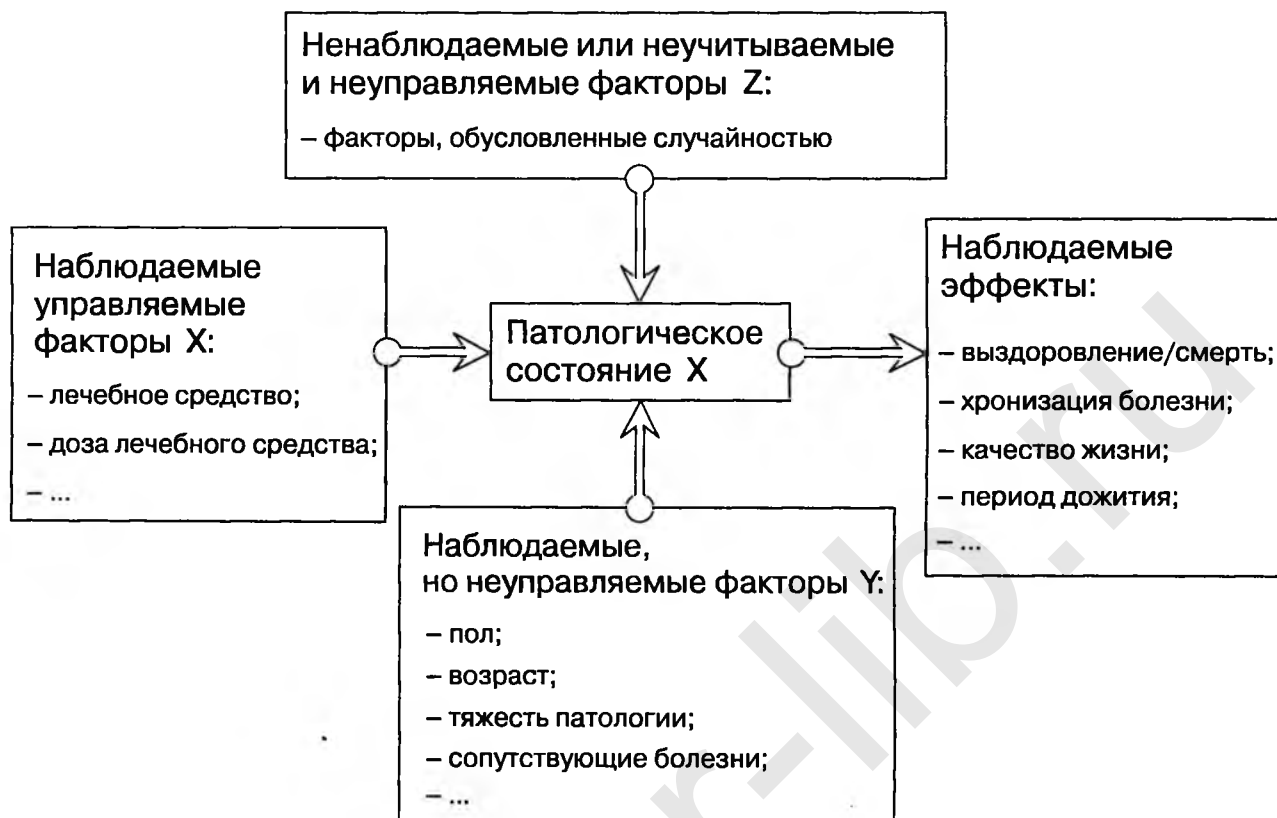 Ненаблюдаемые или неучитываемые
и неуправляемые факторы Z:
– факторы, обусловленные случайностью
Наблюдаемые
управляемые
факторы X:
– лечебное средство;
– доза лечебного средства;
– ...
Патологическое
состояние X
Наблюдаемые
эффекты:
– выздоровление/смерть;
– хронизация болезни;
– качество жизни;
– период дожития;
– ...
Наблюдаемые,
но неуправляемые факторы Y:
– пол;
– возраст;
– тяжесть патологии;
– сопутствующие болезни;
– ...
r-lib.ru